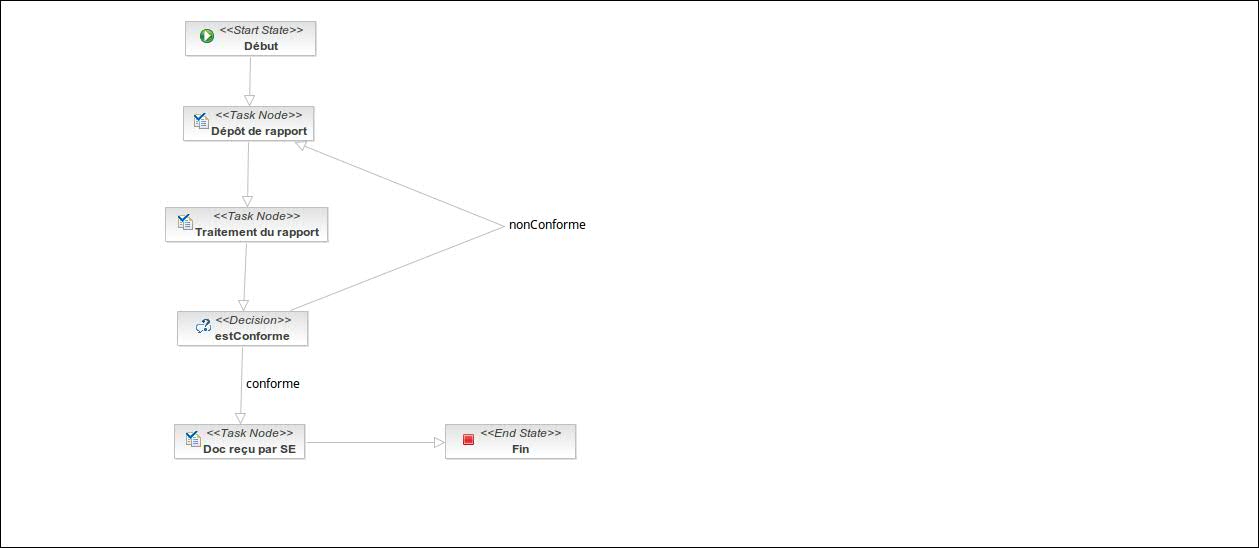 <<Start State>>
Début
<<Task Node>>
Dépôt de rapport
<<Task Node>>
Traitement du rapport
nonConforme
<<Decision>>
estConforme
conforme
<<Task Node>>
Doc reçu par SE
<<End State>>
Fin